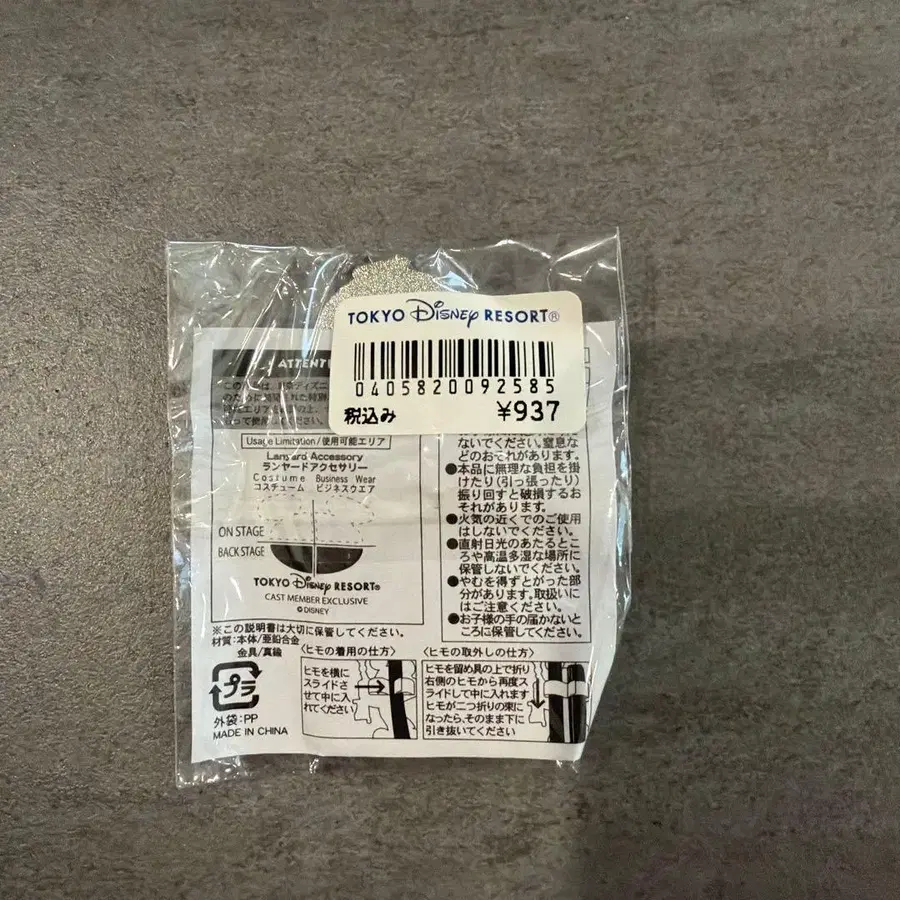 TOKYO Disney RESORT®
0405820092585
税込み ¥937
ATTENTI
Usage Limitation/使用可能エリア
Lanyard Accessory
ランヤードアクセサリー
Costume Business Wear
コスチューム ビジネスウエア
ON STAGE
BACK STAGE
TOKYO Disney RESORT®
CAST MEMBER EXCLUSIVE
©DISNEY
ないでください。窒息な
どのおそれがあります。
●本品に無理な負担を掛
けたり(引っ張ったり)
振り回すと破損するお
それがあります。
●火気の近くでのご使用
はしないでください。
●直射日光のあたるとこ
ろや高温多湿な場所に
保管しないでください。
●やむを得ずとがった部
分があります。取扱いに
はご注意ください。
●お子様の手の届かないと
ころに保管してください。
※この説明書は大切に保管してください。
材質:本体/亜鉛合金
金具/真鍮
プラ
外袋:PP
MADE IN CHINA
〈ヒモの着用の仕方〉
ヒモを横に
スライドさ
せて中に入
れてください
〈ヒモの取外しの仕方〉
ヒモを留め具の上で折り
右側のヒモから再度ス
ライドして中に入れます
ヒモが二つ折りの束に
なったら、そのまま下に
引き抜いてください